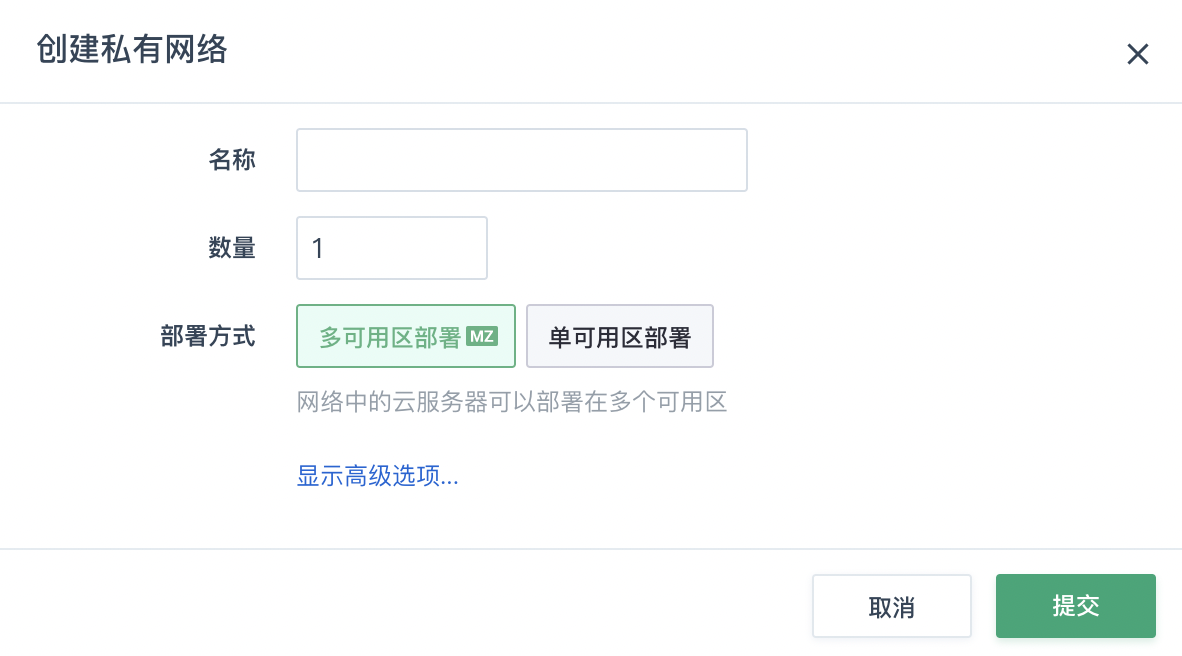 创建私有网络
名称
数量 1
部署方式 多可用区部署 MZ 单可用区部署
网络中的云服务器可以部署在多个可用区
显示高级选项...
取消 提交